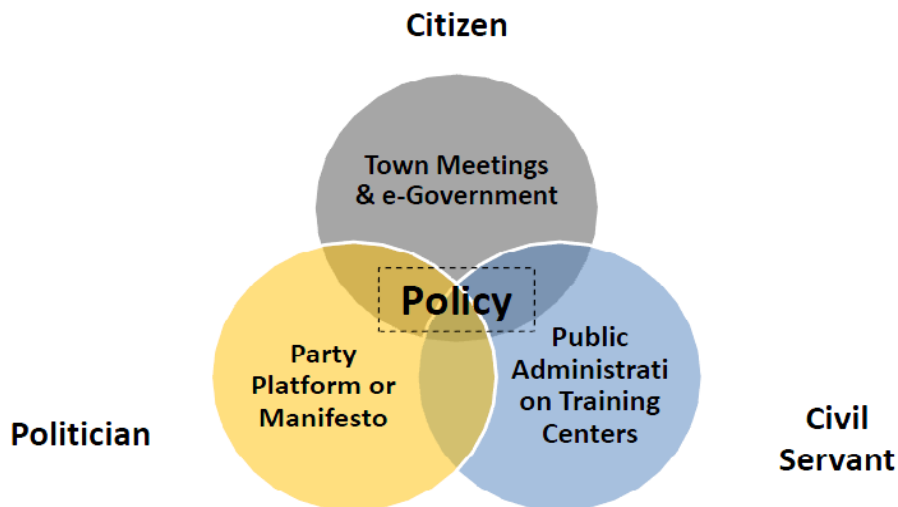 Citizen
Town Meetings
& e-Government
Policy
Party
Platform or
Manifesto
Public
Administrati
on Training
Centers
Politician
Civil
Servant